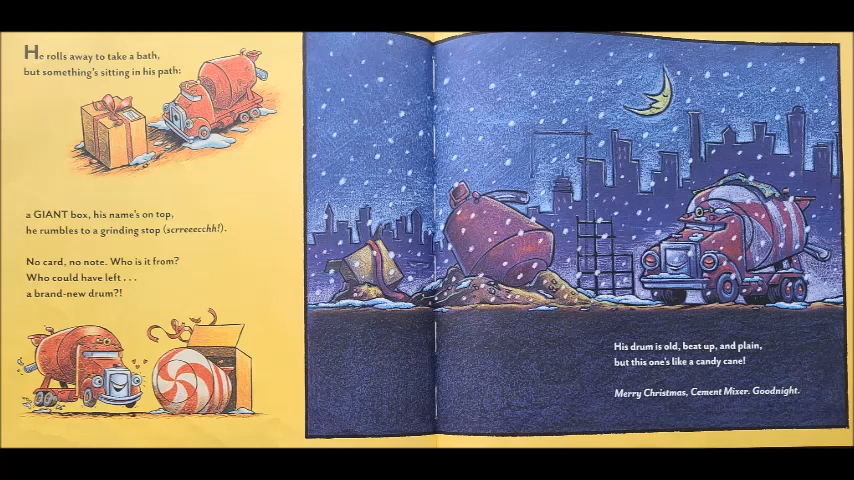 He rolls away to take a bath,
but something's sitting in his path:
a GIANT box, his name's on top,
he rumbles to a grinding stop (scrreeecchh!).
No card, no note. Who is it from?
Who could have left . . .
a brand-new drum?!
His drum is old, beat up, and plain,
but this one's like a candy cane!
Merry Christmas, Cement Mixer. Goodnight.